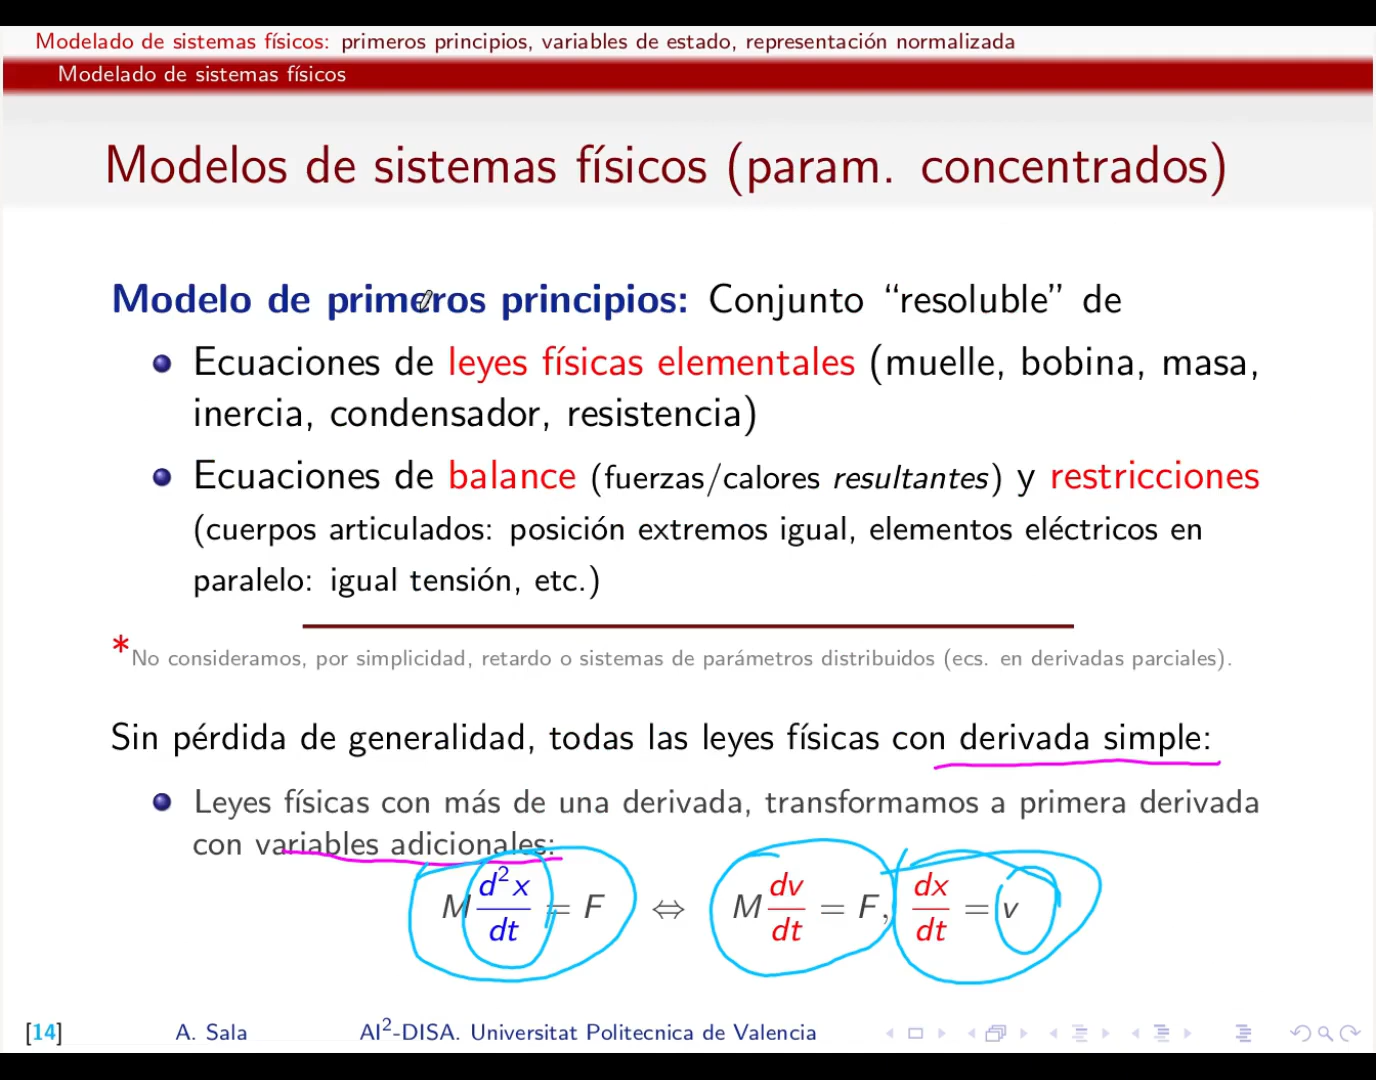 Modelado de sistemas físicos: primeros principios, variables de estado, representación normalizada
Modelado de sistemas físicos
Modelos de sistemas físicos (param. concentrados)
Modelo de primeros principios: Conjunto “resoluble” de
Ecuaciones de leyes físicas elementales (muelle, bobina, masa,
inercia, condensador, resistencia)
Ecuaciones de balance (fuerzas/calores resultantes) y restricciones
(cuerpos articulados: posición extremos igual, elementos eléctricos en
paralelo: igual tensión, etc.)
*No consideramos, por simplicidad, retardo o sistemas de parámetros distribuidos (ecs. en derivadas parciales).
Sin pérdida de generalidad, todas las leyes físicas con derivada simple:
Leyes físicas con más de una derivada, transformamos a primera derivada
con variables adicionales:
M d²x/dt = F ⇔ M dv/dt = F, dx/dt = v
[14] A. Sala AI²-DISA. Universitat Politecnica de Valencia